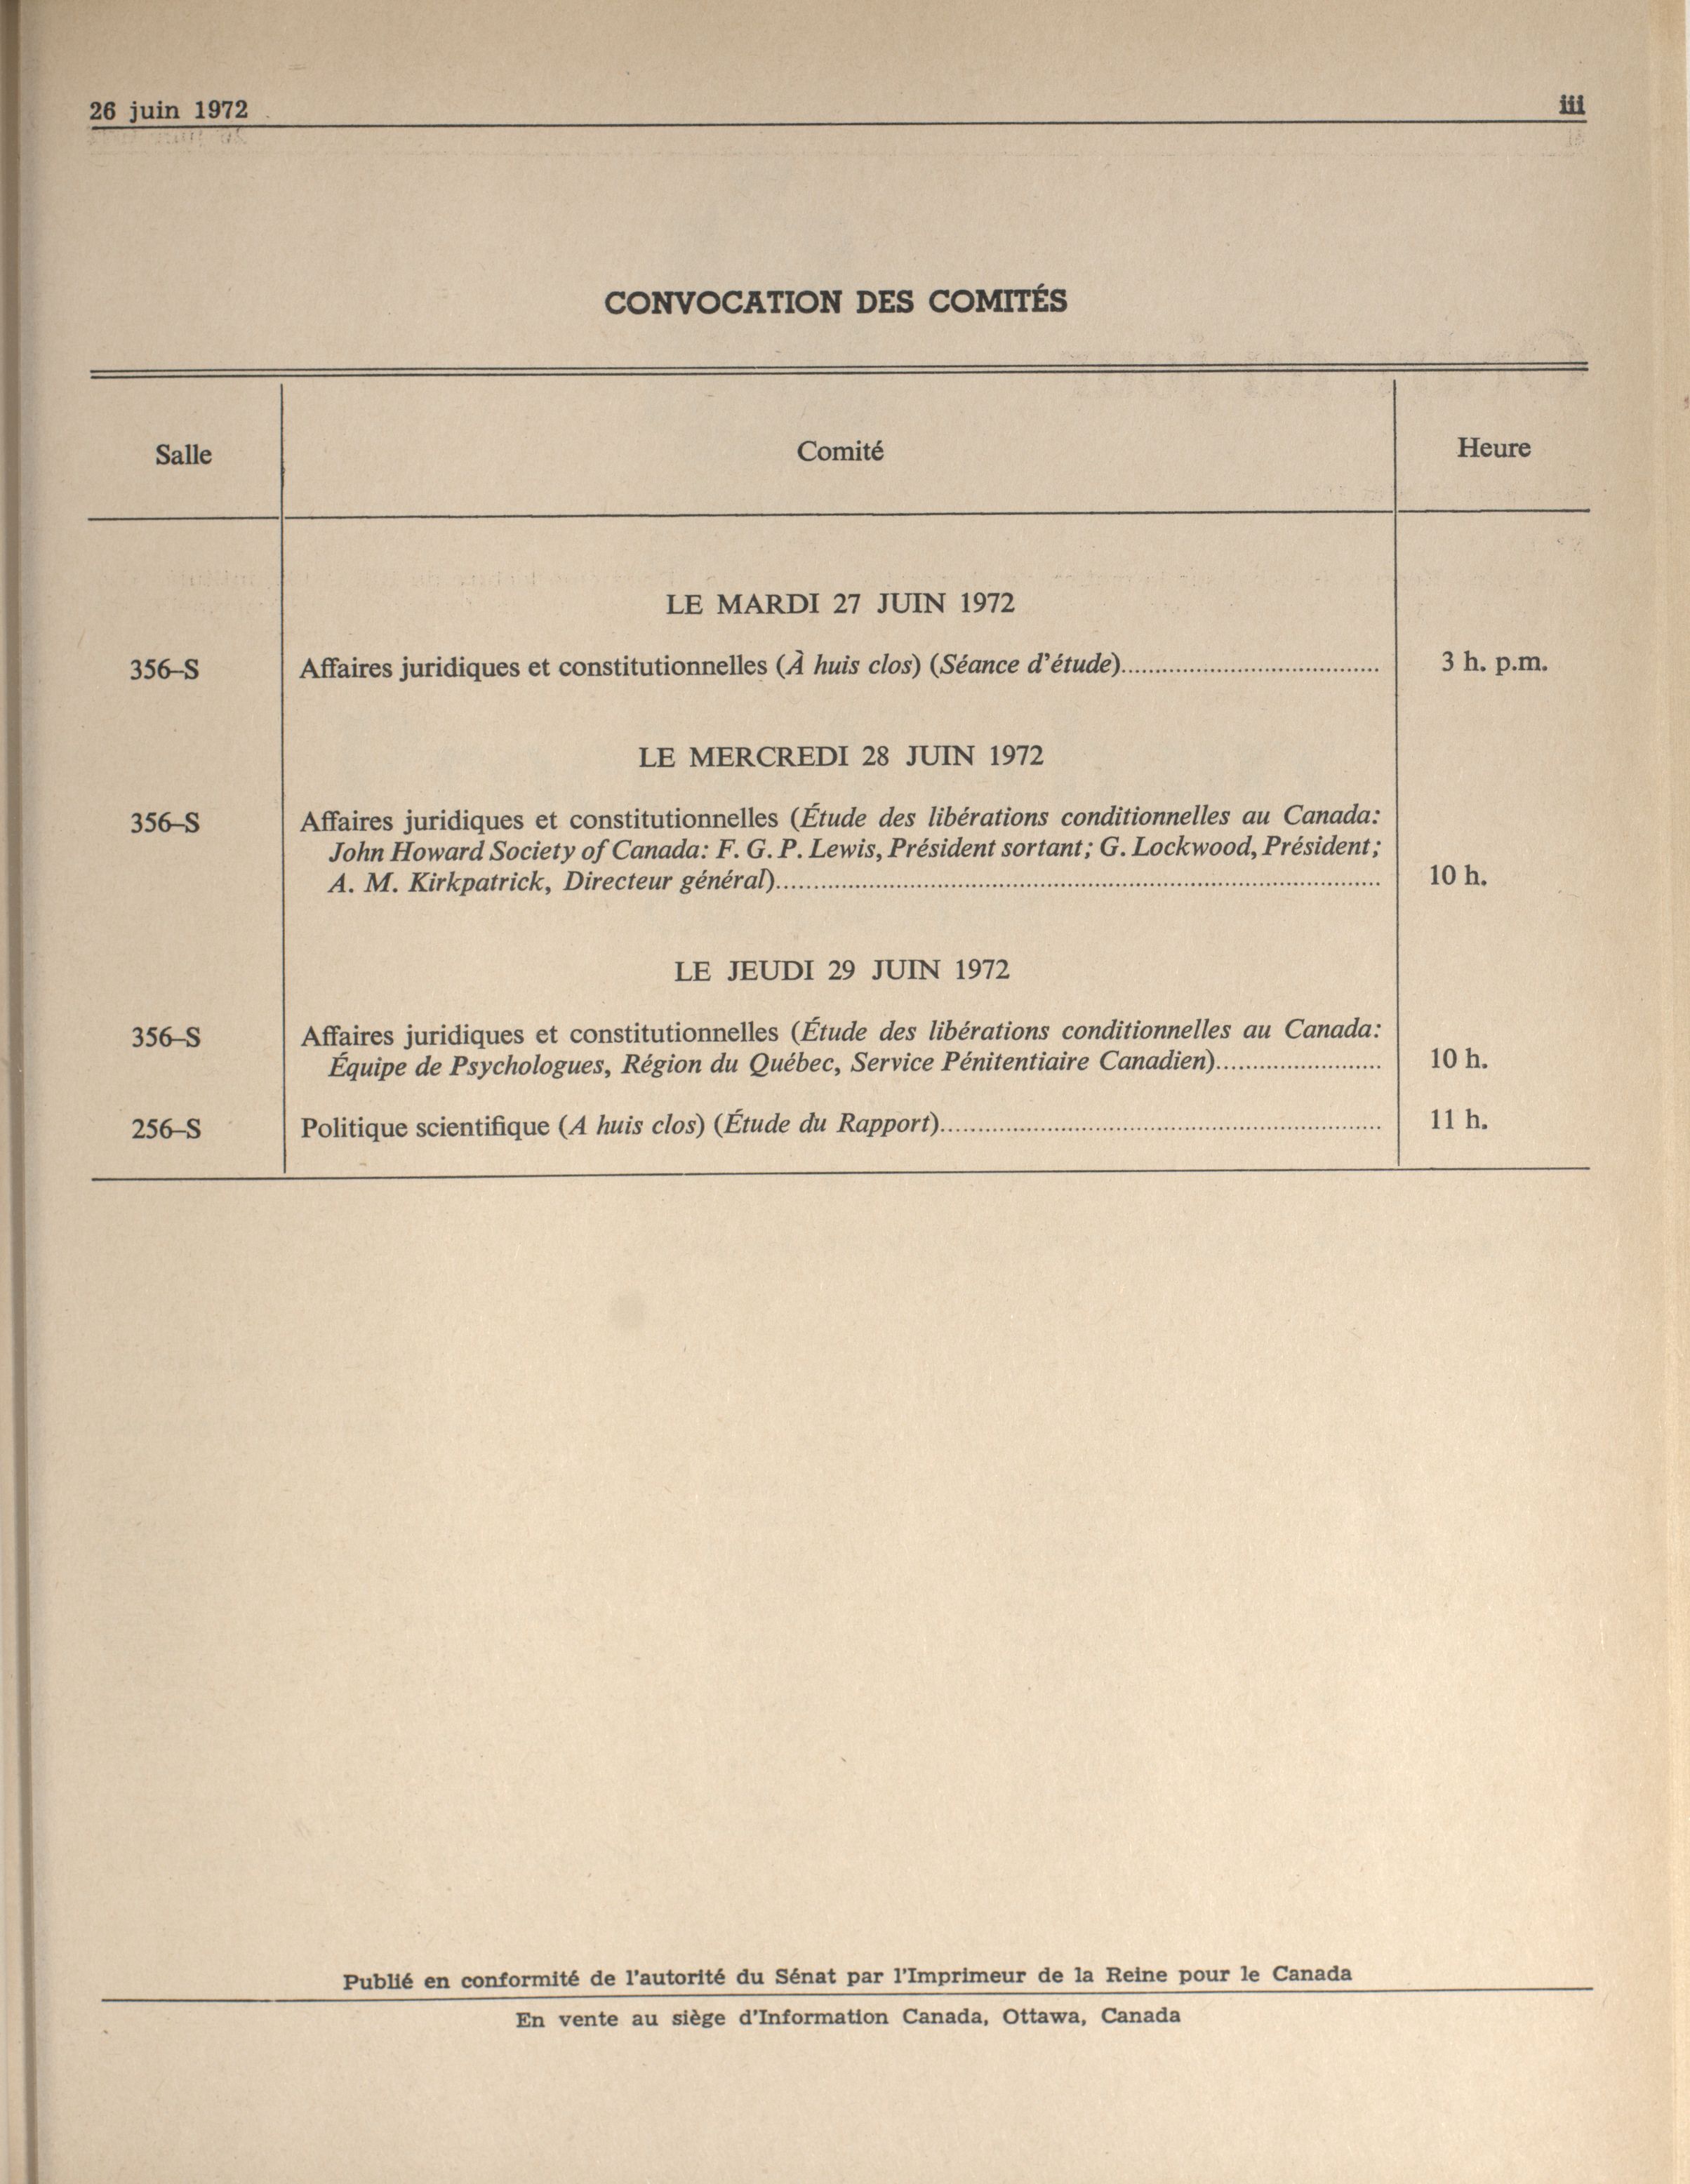 26 juin 1972 iii
CONVOCATION DES COMITÉS
Salle Comité Heure
LE MARDI 27 JUIN 1972
356–S Affaires juridiques et constitutionnelles (À huis clos) (Séance d'étude)........................................ 3 h. p.m.
LE MERCREDI 28 JUIN 1972
356–S Affaires juridiques et constitutionnelles (Étude des libérations conditionnelles au Canada:
John Howard Society of Canada: F. G. P. Lewis, Président sortant; G. Lockwood, Président;
A. M. Kirkpatrick, Directeur général)........................................ 10 h.
LE JEUDI 29 JUIN 1972
356–S Affaires juridiques et constitutionnelles (Étude des libérations conditionnelles au Canada:
Équipe de Psychologues, Région du Québec, Service Pénitentiaire Canadien)........................ 10 h.
256–S Politique scientifique (A huis clos) (Étude du Rapport)........................................ 11 h.
Publié en conformité de l'autorité du Sénat par l'Imprimeur de la Reine pour le Canada
En vente au siège d'Information Canada, Ottawa, Canada